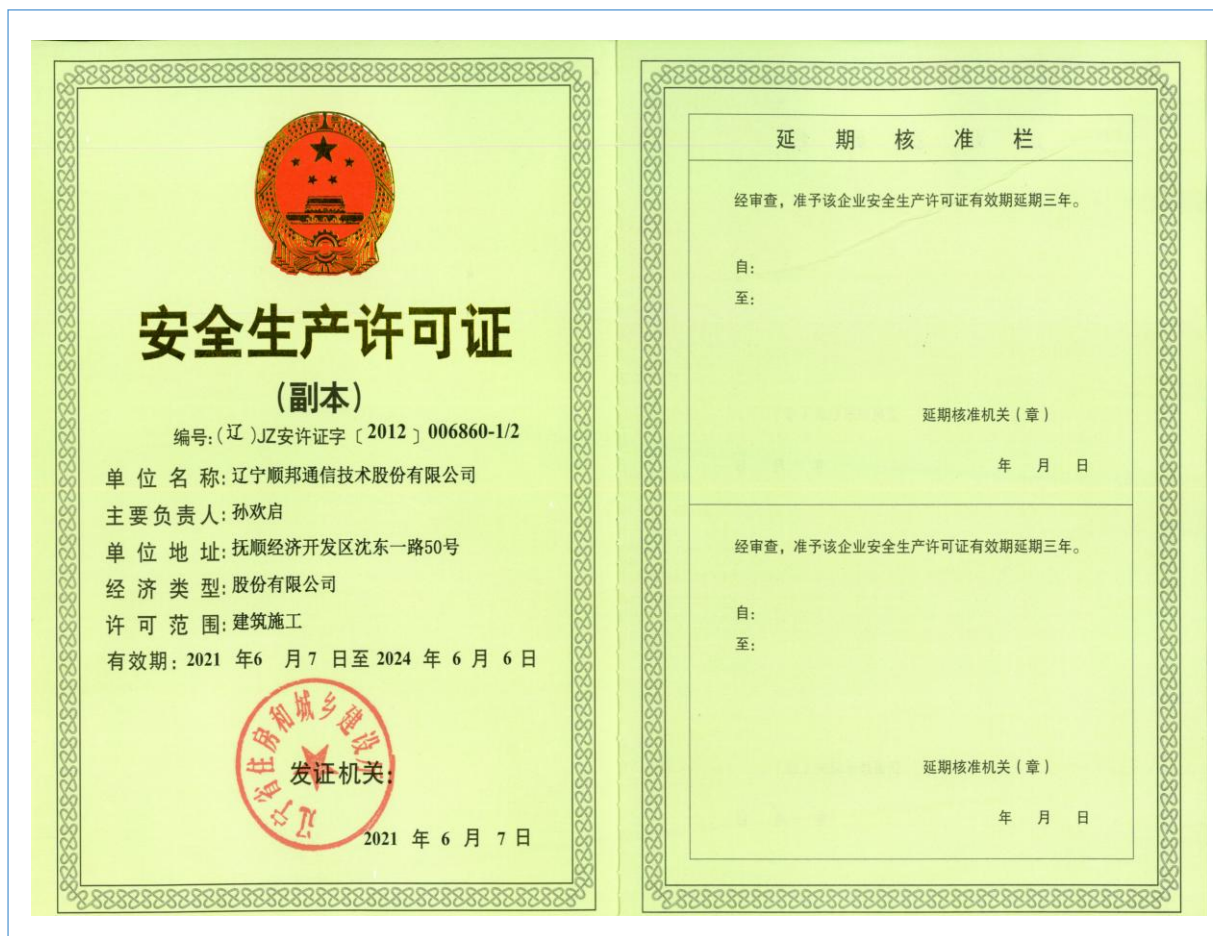 安全生产许可证
(副本)
编号:(辽)JZ安许证字〔2012〕006860-1/2
单位名称:辽宁顺邦通信技术股份有限公司
主要负责人:孙欢启
单位地址:抚顺经济开发区沈东一路50号
经济类型:股份有限公司
许可范围:建筑施工
有效期:2021 年6 月7 日至2024 年 6 月 6 日
辽宁省住房和城乡建设厅
发证机关:
2021 年 6 月 7 日
延期核准栏
经审查，准予该企业安全生产许可证有效期延期三年。
自:
至:
延期核准机关(章)
年 月 日
经审查，准予该企业安全生产许可证有效期延期三年。
自:
至:
延期核准机关(章)
年 月 日